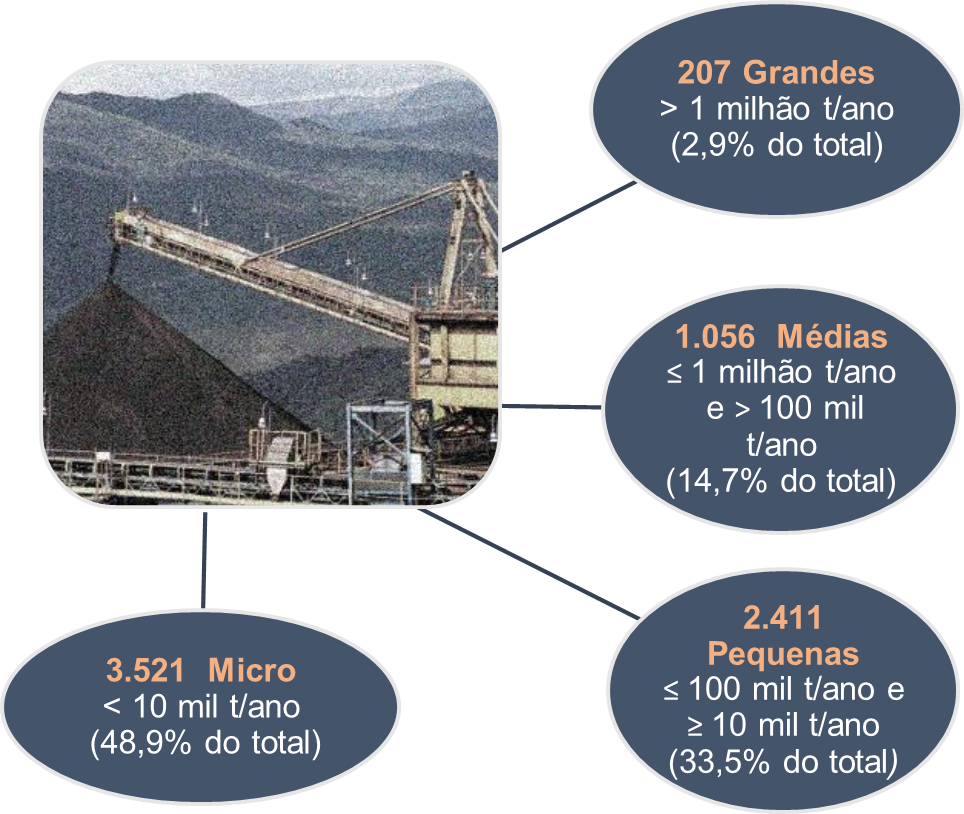 207 Grandes
> 1 milhão t/ano
(2,9% do total)
1.056  Médias
≤ 1 milhão t/ano
e > 100 mil
t/ano
(14,7% do total)
2.411
Pequenas
≤ 100 mil t/ano e
≥ 10 mil t/ano
(33,5% do total)
3.521  Micro
< 10 mil t/ano
(48,9% do total)